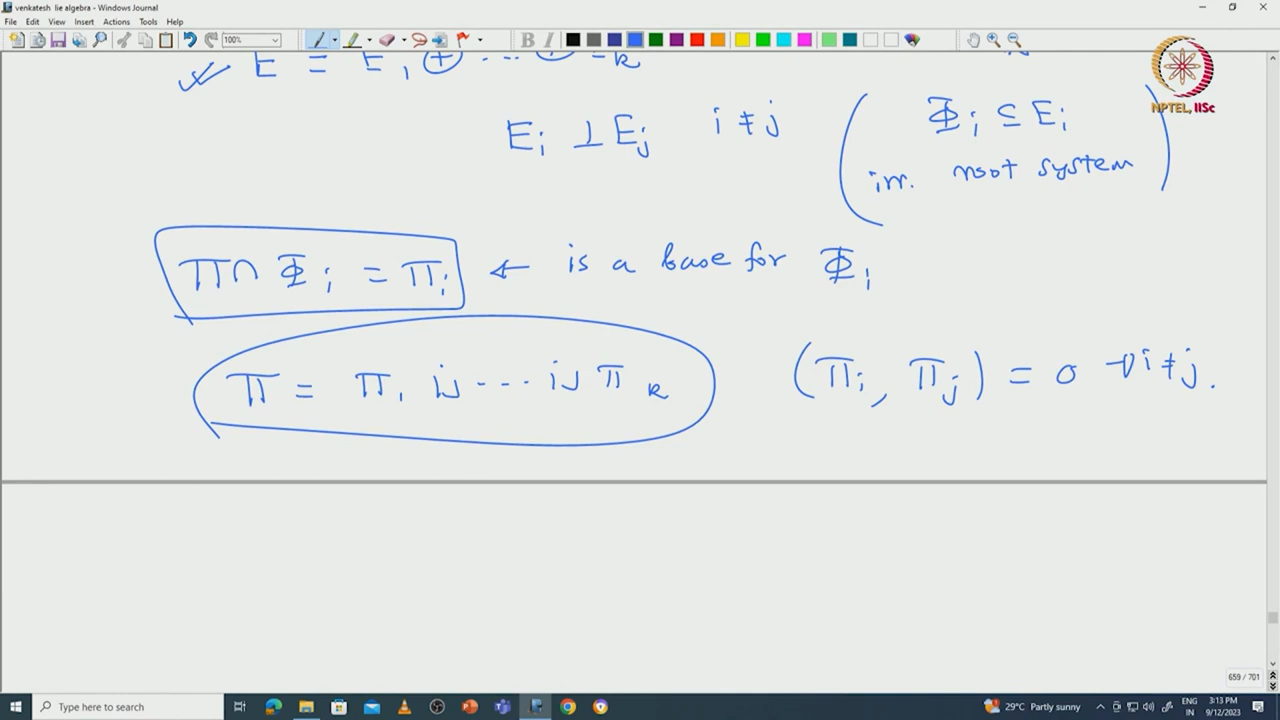 venkatesh lie algebra - Windows Journal
File Edit View Insert Actions Tools Help
100%
B I
E = E₁ ⊕ ... ⊕ Eₖ
NPTEL, IISc
Eᵢ ⊥ Eⱼ i ≠ j ( Φᵢ ⊆ Eᵢ
irr. root system )
Π ∩ Φᵢ = Πᵢ ← is a base for Φᵢ
Π = Π₁ ∪̇ ... ∪̇ Πₖ (Πᵢ, Πⱼ) = 0 ∀ i ≠ j.
659 / 701
Type here to search
29°C Partly sunny
ENG
IN
3:13 PM
9/12/2023